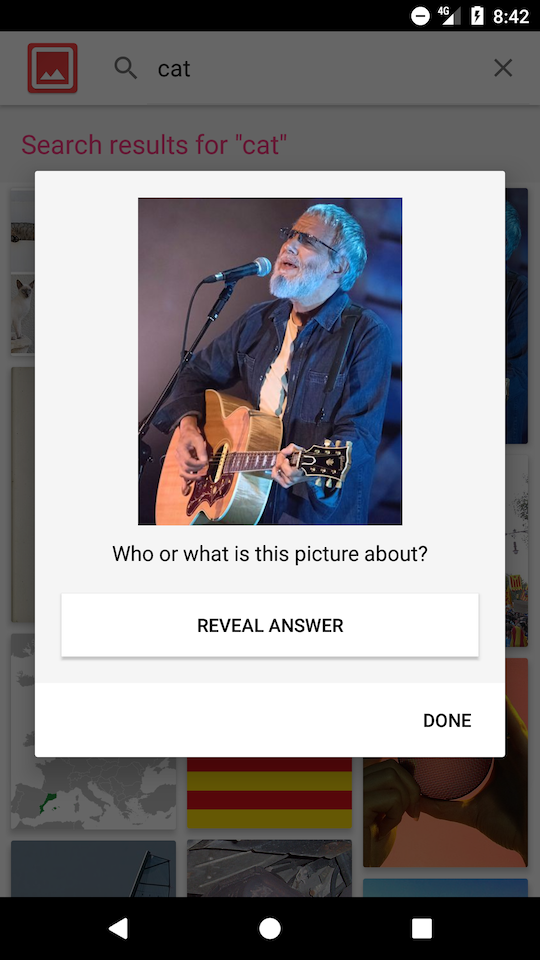 4G
8:42
cat
Search results for "cat"
Who or what is this picture about?
REVEAL ANSWER
DONE